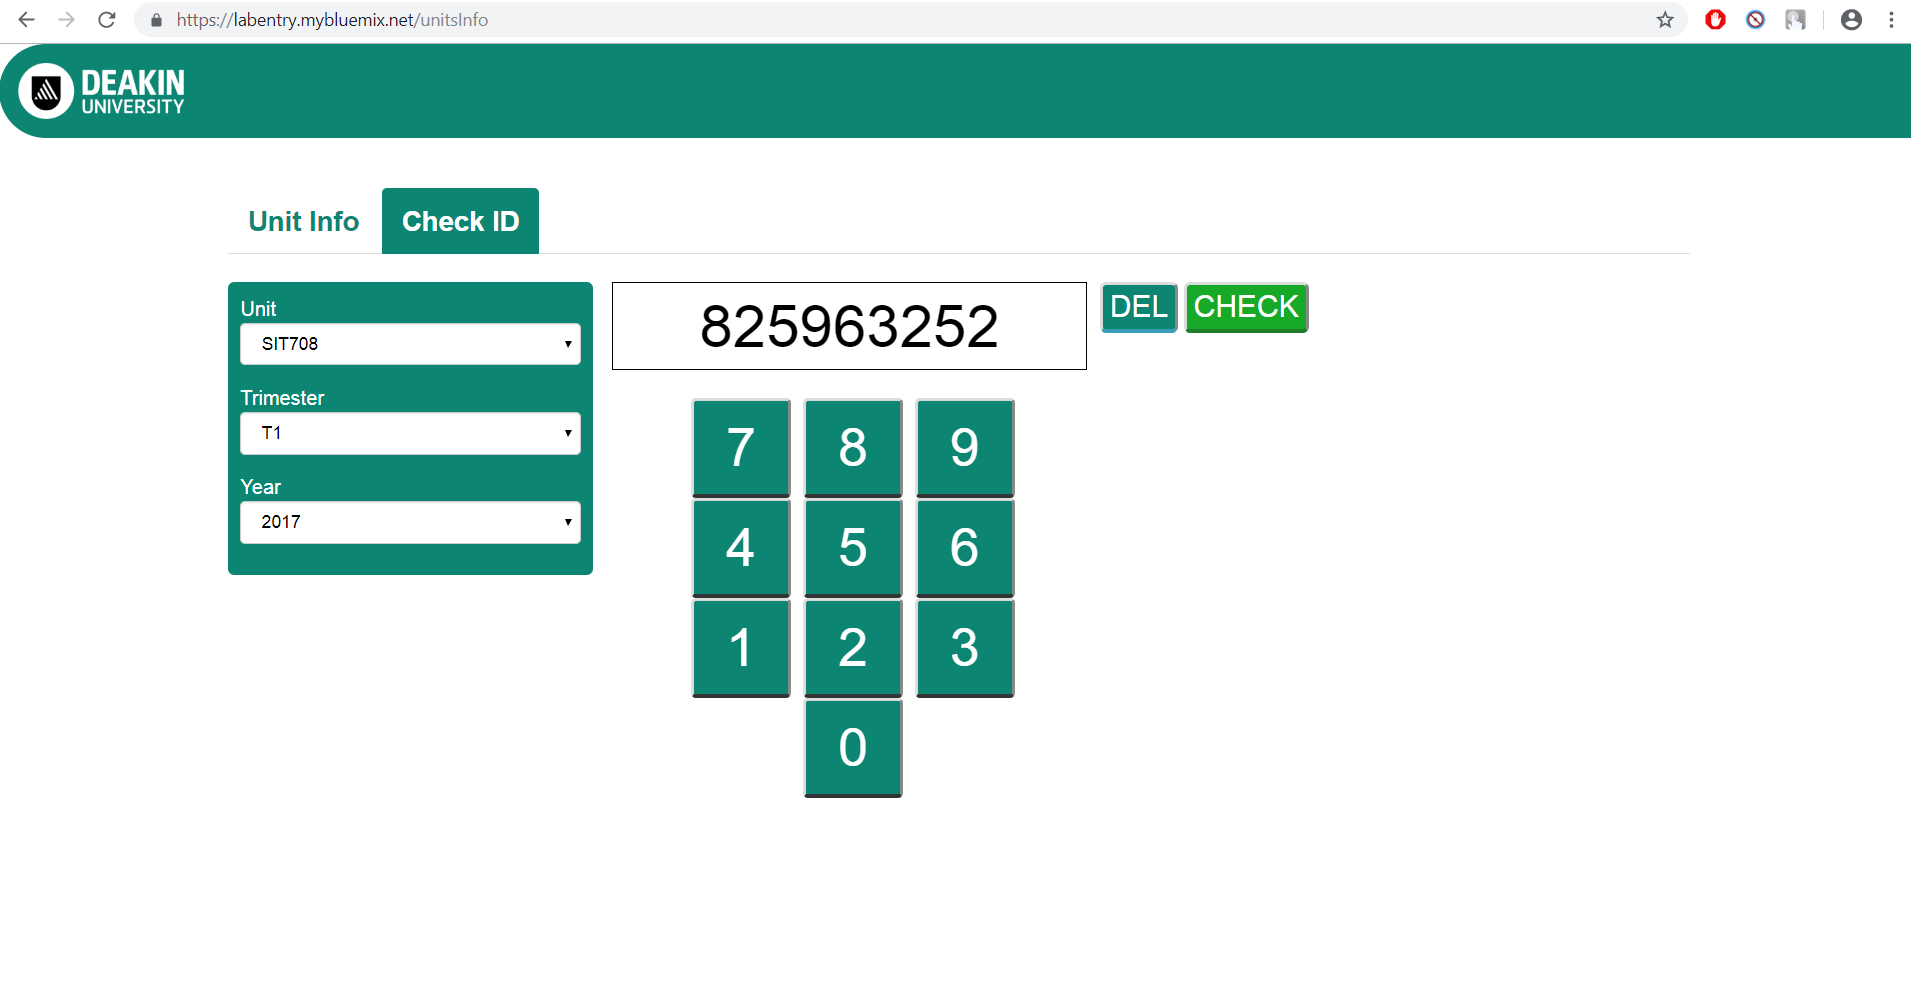 https://labentry.mybluemix.net/unitsInfo
DEAKIN
UNIVERSITY
Unit Info
Check ID
Unit
SIT708
Trimester
T1
Year
2017
825963252
DEL
CHECK
7 8 9
4 5 6
1 2 3
0